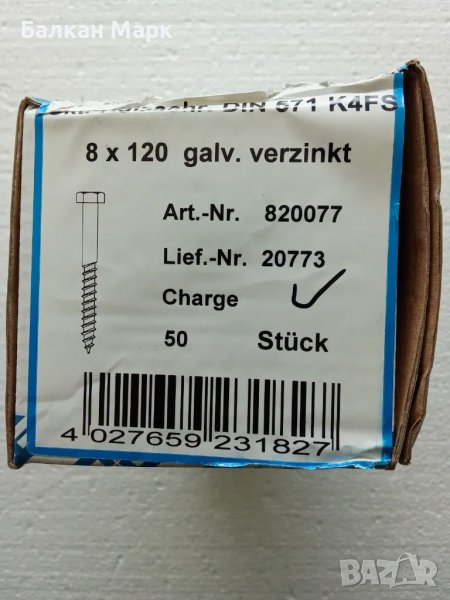 Балкан Марк
DIN 571 K4FS
8 x 120 galv. verzinkt
Art.-Nr. 820077
Lief.-Nr. 20773
Charge
50 Stück
4 027659 231827
BAZAR